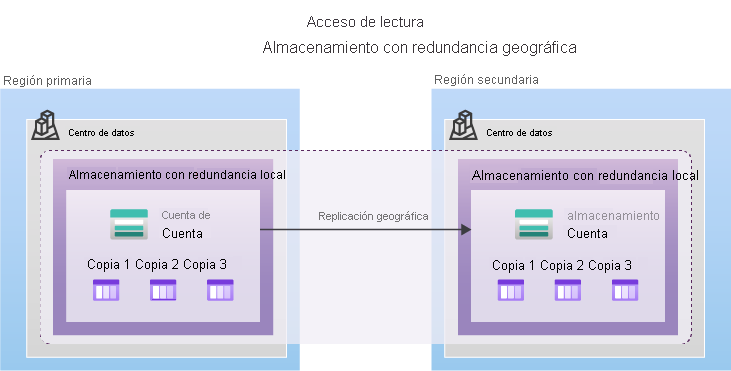 Acceso de lectura
Almacenamiento con redundancia geográfica
Región primaria
Región secundaria
Centro de datos
Centro de datos
Almacenamiento con redundancia local
Almacenamiento con redundancia local
Cuenta de
Cuenta
Replicación geográfica
almacenamiento
Cuenta
Copia 1 Copia 2 Copia 3
Copia 1 Copia 2 Copia 3